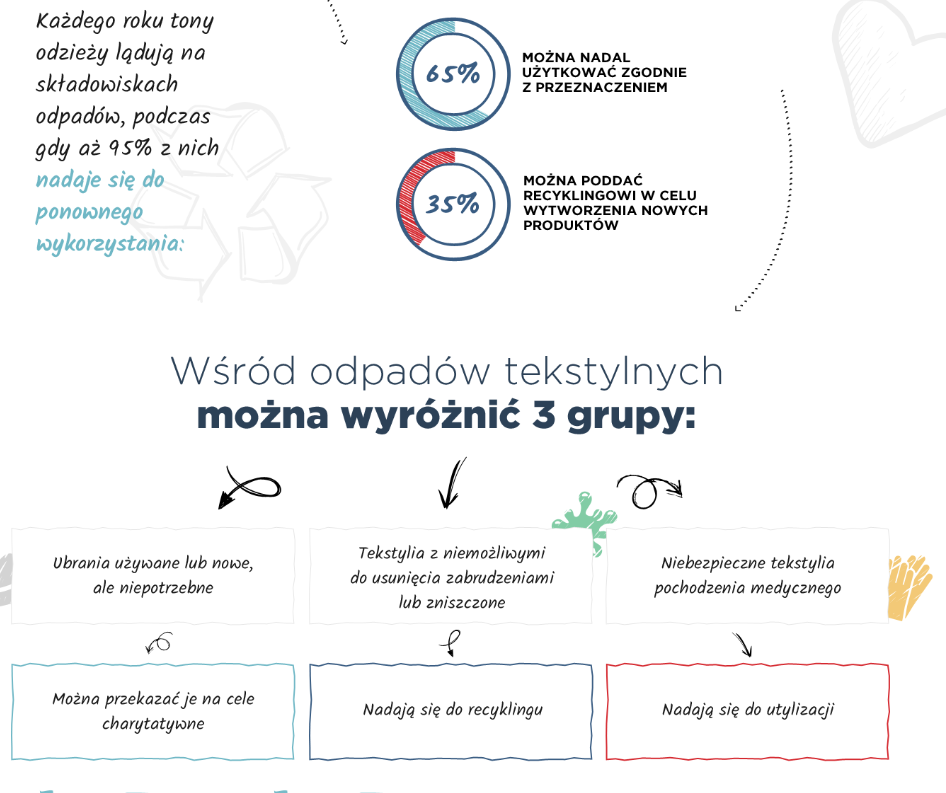 Każdego roku tony
odzieży lądują na
składowiskach
odpadów, podczas
gdy aż 95% z nich
nadaje się do
ponownego
wykorzystania:
65%
MOŻNA NADAL
UŻYTKOWAĆ ZGODNIE
Z PRZEZNACZENIEM
35%
MOŻNA PODDAĆ
RECYKLINGOWI W CELU
WYTWORZENIA NOWYCH
PRODUKTÓW
Wśród odpadów tekstylnych
można wyróżnić 3 grupy:
Ubrania używane lub nowe,
ale niepotrzebne
Tekstylia z niemożliwymi
do usunięcia zabrudzeniami
lub zniszczone
Niebezpieczne tekstylia
pochodzenia medycznego
Można przekazać je na cele
charytatywne
Nadają się do recyklingu
Nadają się do utylizacji